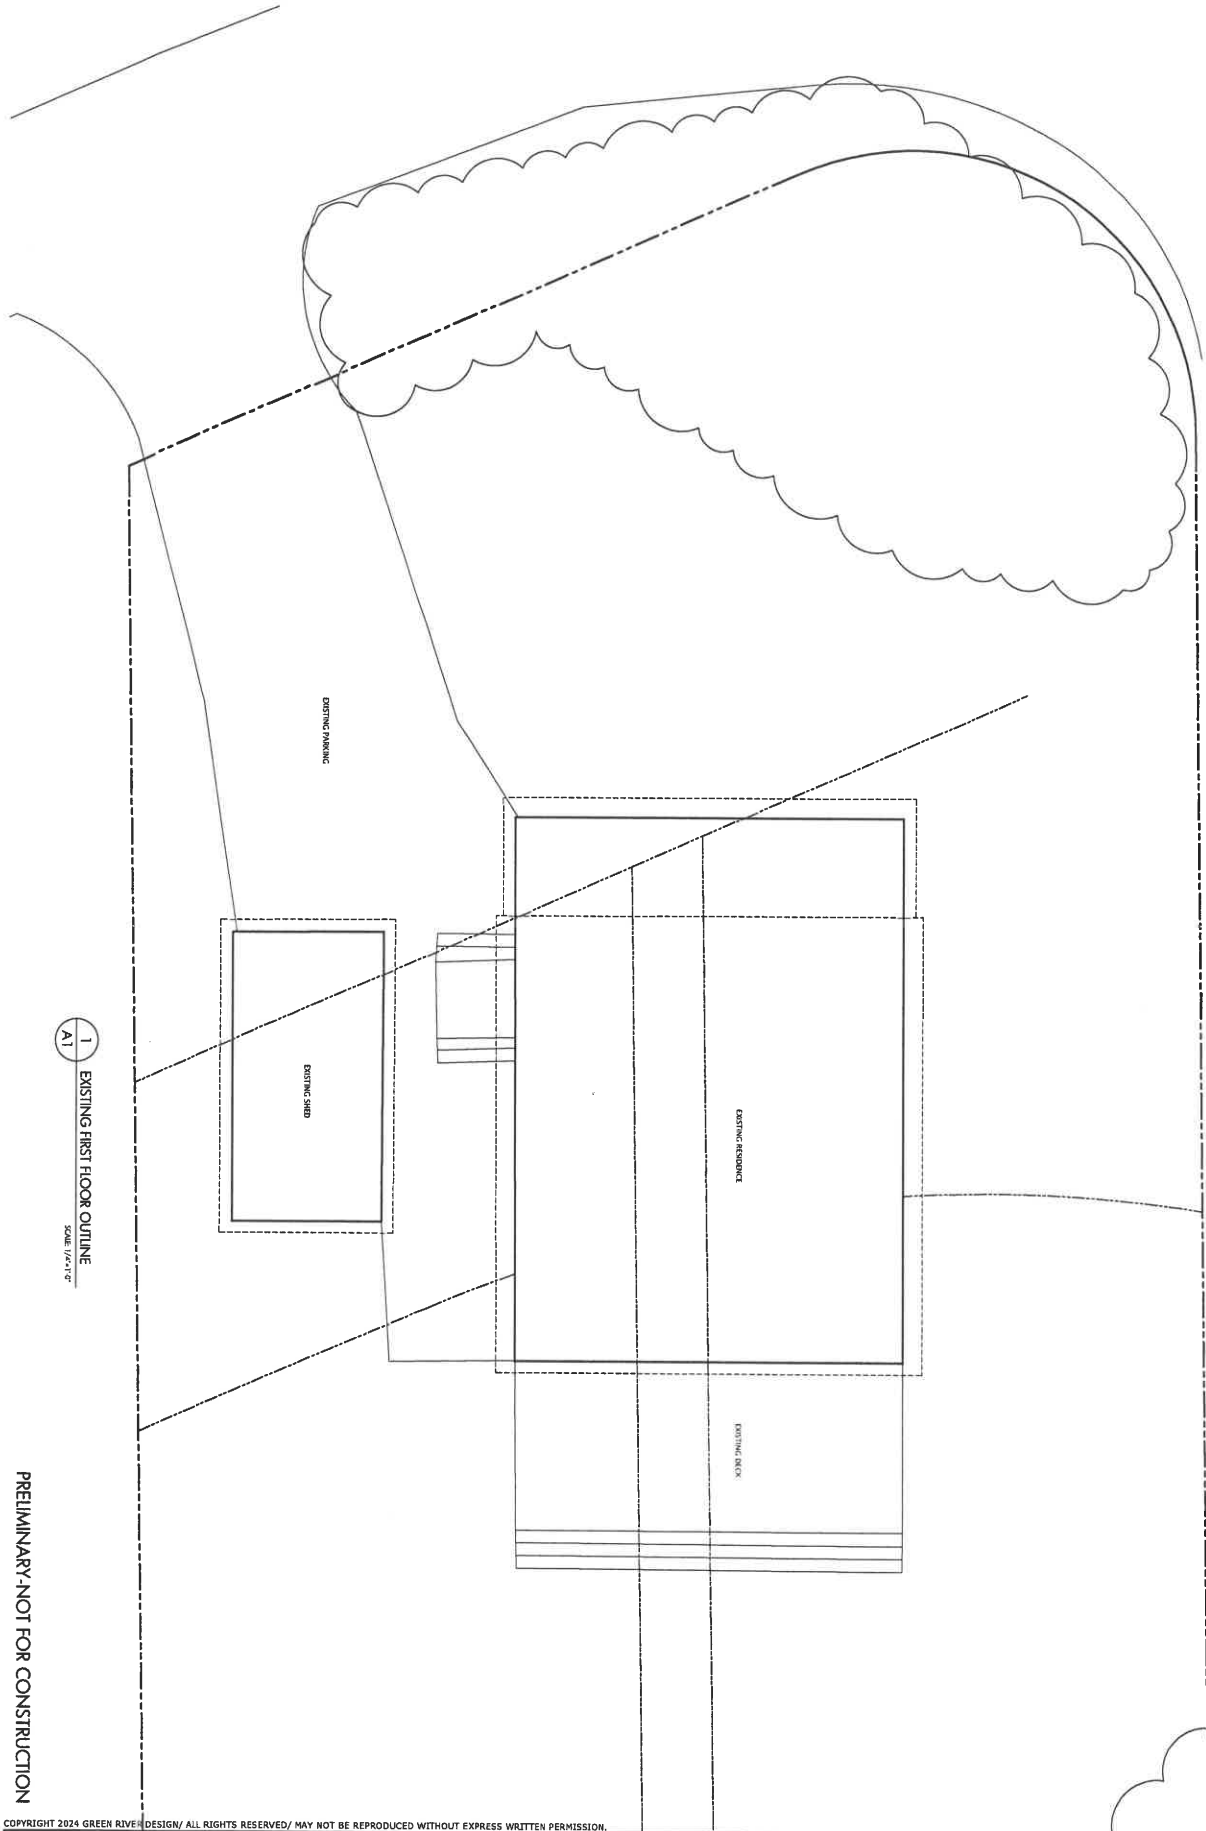 EXISTING PARKING
EXISTING SHED
EXISTING RESIDENCE
EXISTING DECK
1
A1
EXISTING FIRST FLOOR OUTLINE
SCALE: 1/4"=1'-0"
PRELIMINARY-NOT FOR CONSTRUCTION
COPYRIGHT 2024 GREEN RIVER DESIGN/ ALL RIGHTS RESERVED/ MAY NOT BE REPRODUCED WITHOUT EXPRESS WRITTEN PERMISSION.